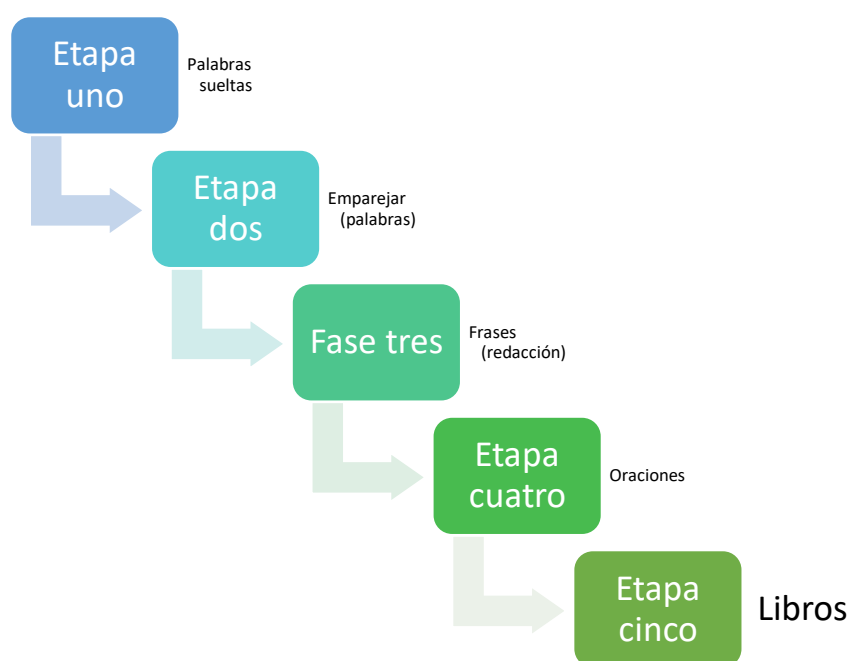 Etapa
uno
Palabras
sueltas
Etapa
dos
Emparejar
(palabras)
Fase tres
Frases
(redacción)
Etapa
cuatro
Oraciones
Etapa
cinco
Libros